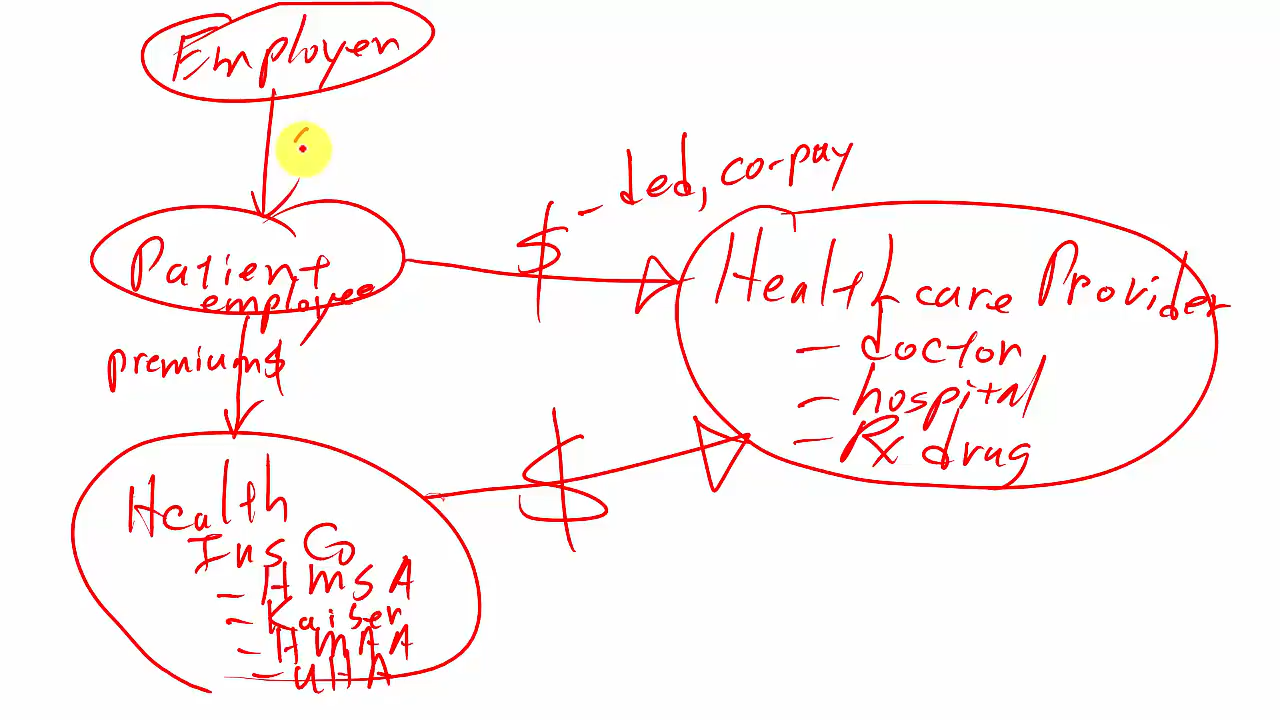 Employer
$ - ded, co-pay
Patient
employee
premium$
Healthcare Provider
- doctor
- hospital
- Rx drug
$
Health
Ins Co
- HMSA
- Kaiser
- HMAA
- UHA